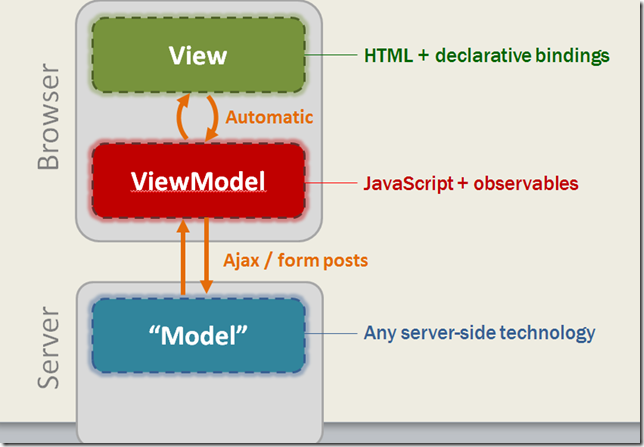 Browser
View
HTML + declarative bindings
Automatic
ViewModel
JavaScript + observables
Ajax / form posts
Server
“Model”
Any server-side technology